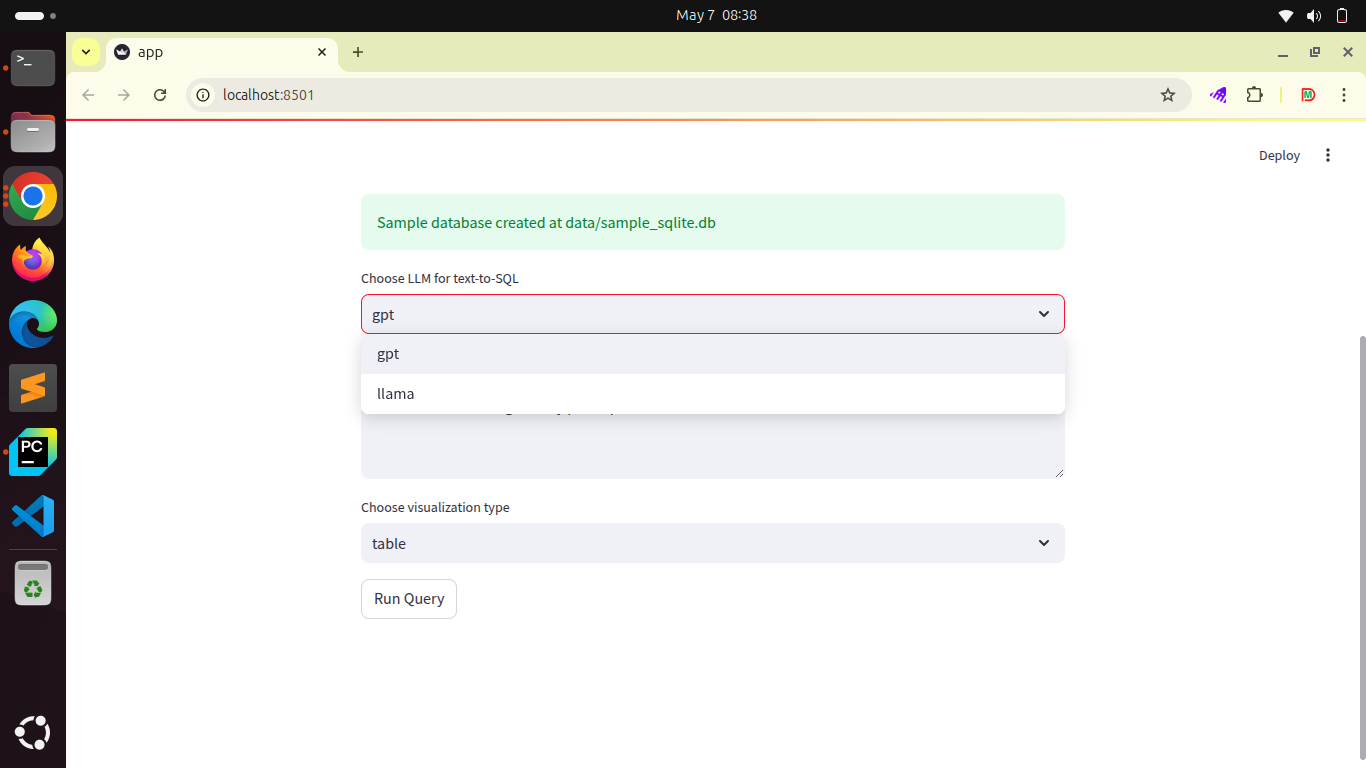 May 7 08:38
app
localhost:8501
Deploy
Sample database created at data/sample_sqlite.db
Choose LLM for text-to-SQL
gpt
gpt
llama
Choose visualization type
table
Run Query
>_
PC